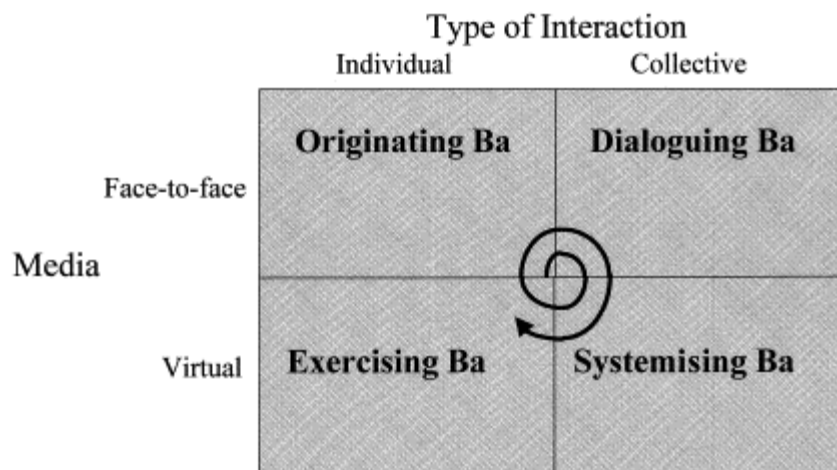 Type of Interaction
Individual Collective
Originating Ba Dialoguing Ba
Face-to-face
Media
Virtual
Exercising Ba Systemising Ba